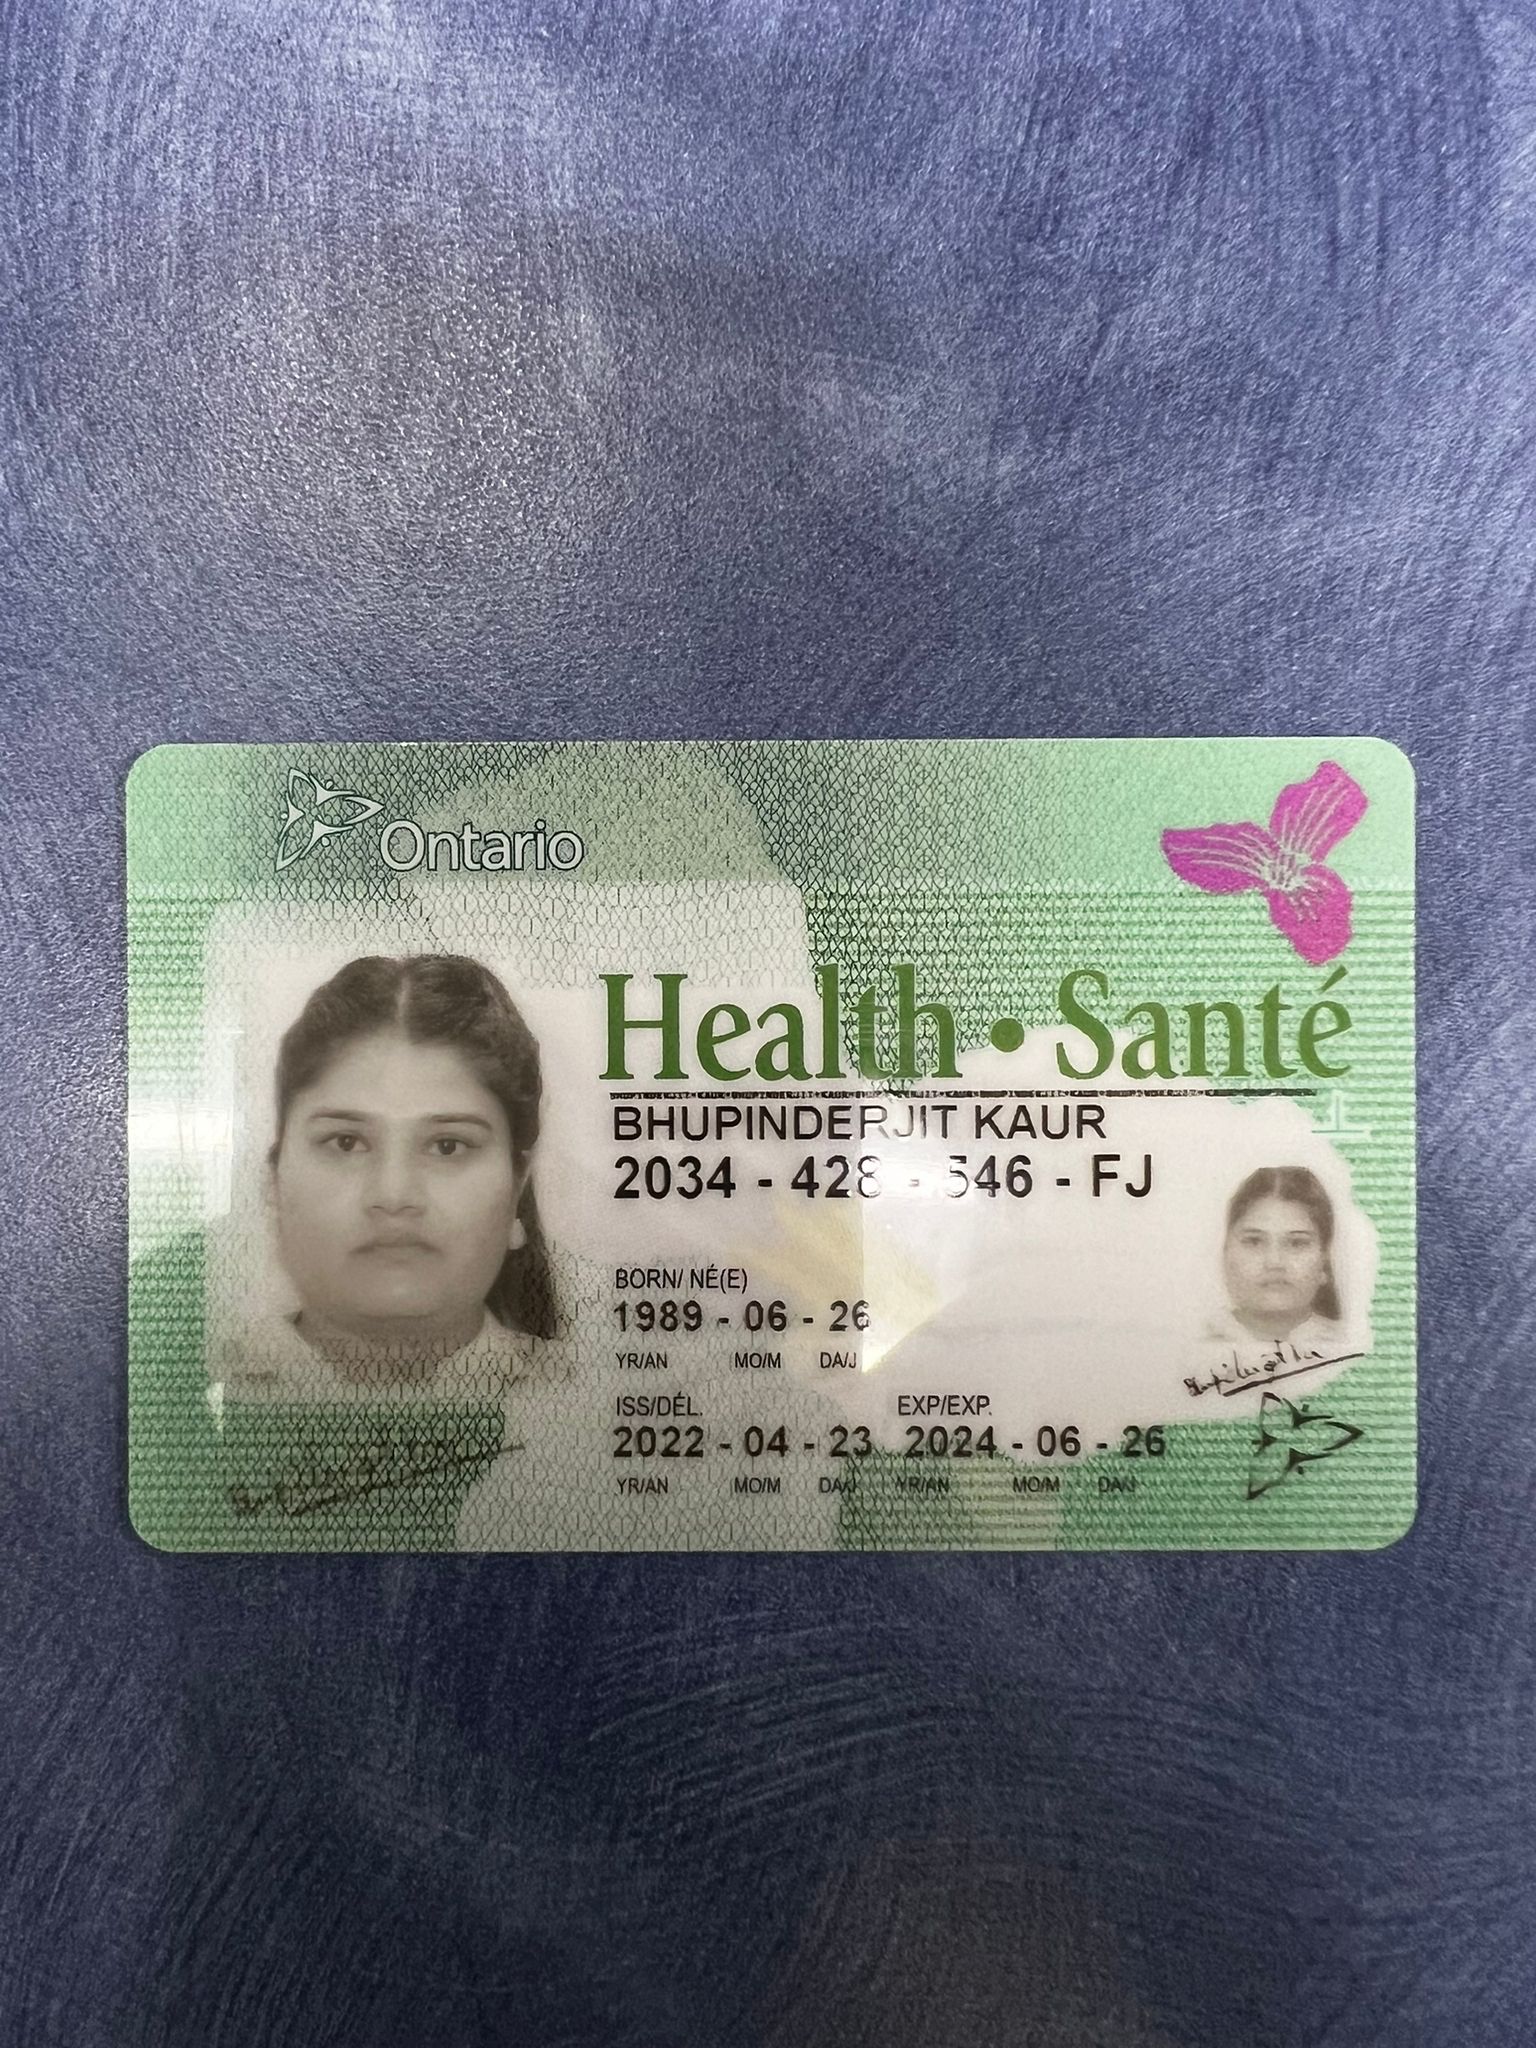 Ontario
Health • Santé
BHUPINDERJIT KAUR
2034 - 428 - 546 - FJ
BORN/ NÉ(E)
1989 - 06 - 26
YR/AN MO/M DA/J
ISS/DÉL. EXP/EXP.
2022 - 04 - 23 2024 - 06 - 26
YR/AN MO/M DA/J YR/AN MO/M DA/J